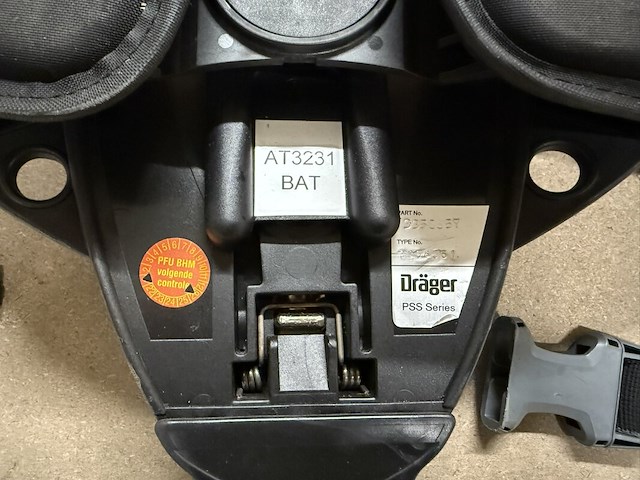 AT3231
BAT
PFU BHM
volgende
controle
PART No.
TYPE No.
Dräger
PSS Series